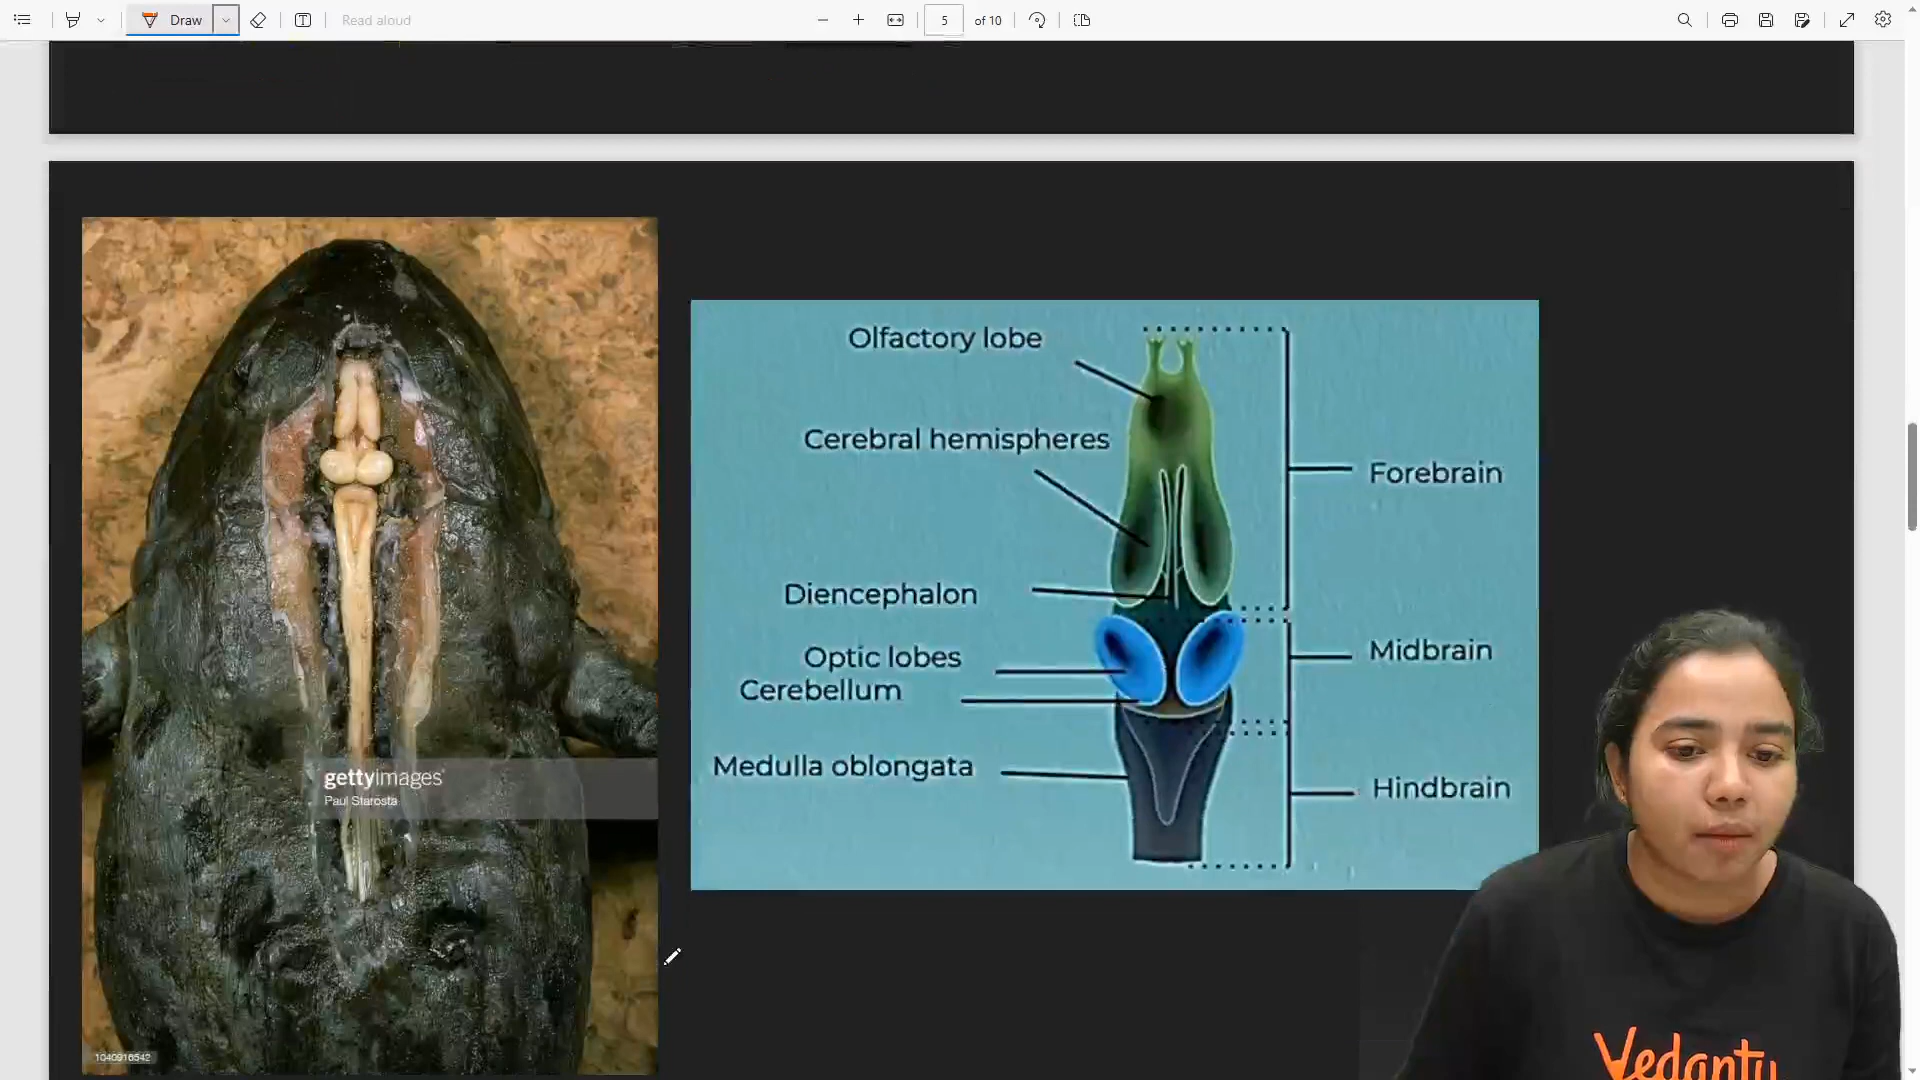 Draw
Read aloud
5
of 10
Olfactory lobe
Cerebral hemispheres
Diencephalon
Optic lobes
Cerebellum
Medulla oblongata
Forebrain
Midbrain
Hindbrain
gettyimages
Paul Starosta
1040916542
Vedantu